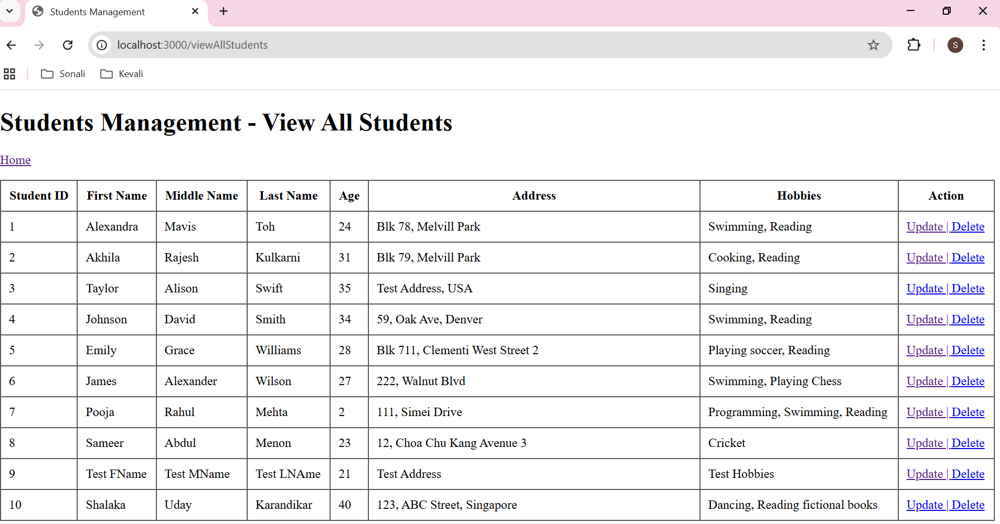 Students Management
localhost:3000/viewAllStudents
S
Sonali Kevali
Students Management - View All Students
Home
Student ID First Name Middle Name Last Name Age Address Hobbies Action
1 Alexandra Mavis Toh 24 Blk 78, Melvill Park Swimming, Reading Update | Delete
2 Akhila Rajesh Kulkarni 31 Blk 79, Melvill Park Cooking, Reading Update | Delete
3 Taylor Alison Swift 35 Test Address, USA Singing Update | Delete
4 Johnson David Smith 34 59, Oak Ave, Denver Swimming, Reading Update | Delete
5 Emily Grace Williams 28 Blk 711, Clementi West Street 2 Playing soccer, Reading Update | Delete
6 James Alexander Wilson 27 222, Walnut Blvd Swimming, Playing Chess Update | Delete
7 Pooja Rahul Mehta 2 111, Simei Drive Programming, Swimming, Reading Update | Delete
8 Sameer Abdul Menon 23 12, Choa Chu Kang Avenue 3 Cricket Update | Delete
9 Test FName Test MName Test LNAme 21 Test Address Test Hobbies Update | Delete
10 Shalaka Uday Karandikar 40 123, ABC Street, Singapore Dancing, Reading fictional books Update | Delete